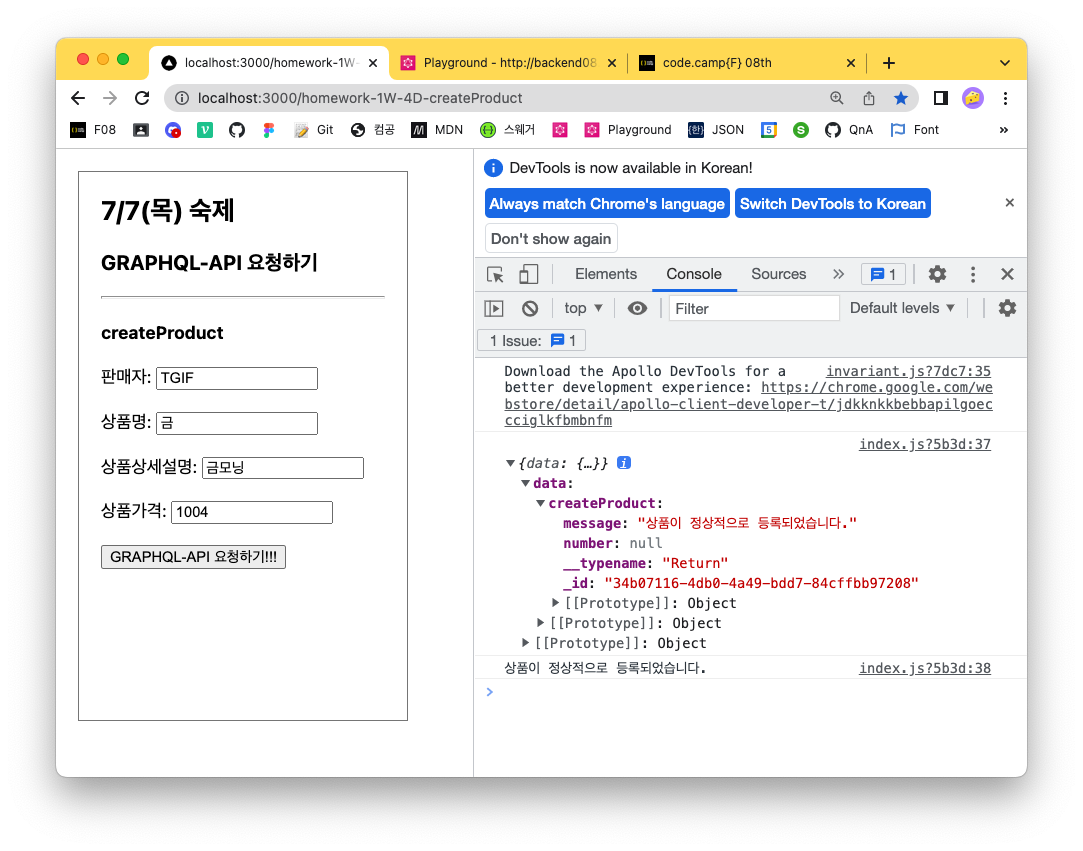 localhost:3000/homework-1W-
Playground - http://backend08
code.camp{F} 08th
localhost:3000/homework-1W-4D-createProduct
F08
Git
컴공
MDN
스웨거
Playground
{한}
JSON
5
S
QnA
Font
»
7/7(목) 숙제
GRAPHQL-API 요청하기
createProduct
판매자: TGIF
상품명: 금
상품상세설명: 금모닝
상품가격: 1004
GRAPHQL-API 요청하기!!!
DevTools is now available in Korean!
Always match Chrome's language
Switch DevTools to Korean
Don't show again
Elements Console Sources » 1
top Filter Default levels
1 Issue: 1
Download the Apollo DevTools for a invariant.js?7dc7:35
better development experience: https://chrome.google.com/we
bstore/detail/apollo-client-developer-t/jdkknkkbebbapilgoec
cciglkfbmbnfm
index.js?5b3d:37
{data: {…}}
data:
createProduct:
message: "상품이 정상적으로 등록되었습니다."
number: null
__typename: "Return"
_id: "34b07116-4db0-4a49-bdd7-84cffbb97208"
[[Prototype]]: Object
[[Prototype]]: Object
[[Prototype]]: Object
상품이 정상적으로 등록되었습니다. index.js?5b3d:38